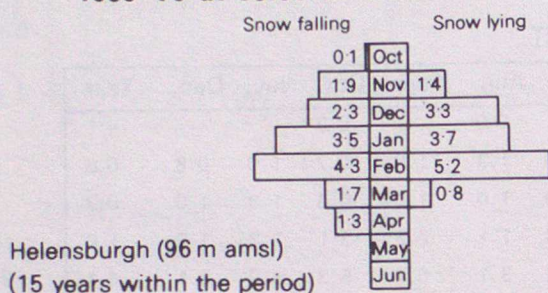 Snow falling Snow lying
0·1 Oct
1·9 Nov 1·4
2·3 Dec 3·3
3·5 Jan 3·7
4·3 Feb 5·2
1·7 Mar 0·8
1·3 Apr
May
Jun
Helensburgh (96 m amsl)
(15 years within the period)